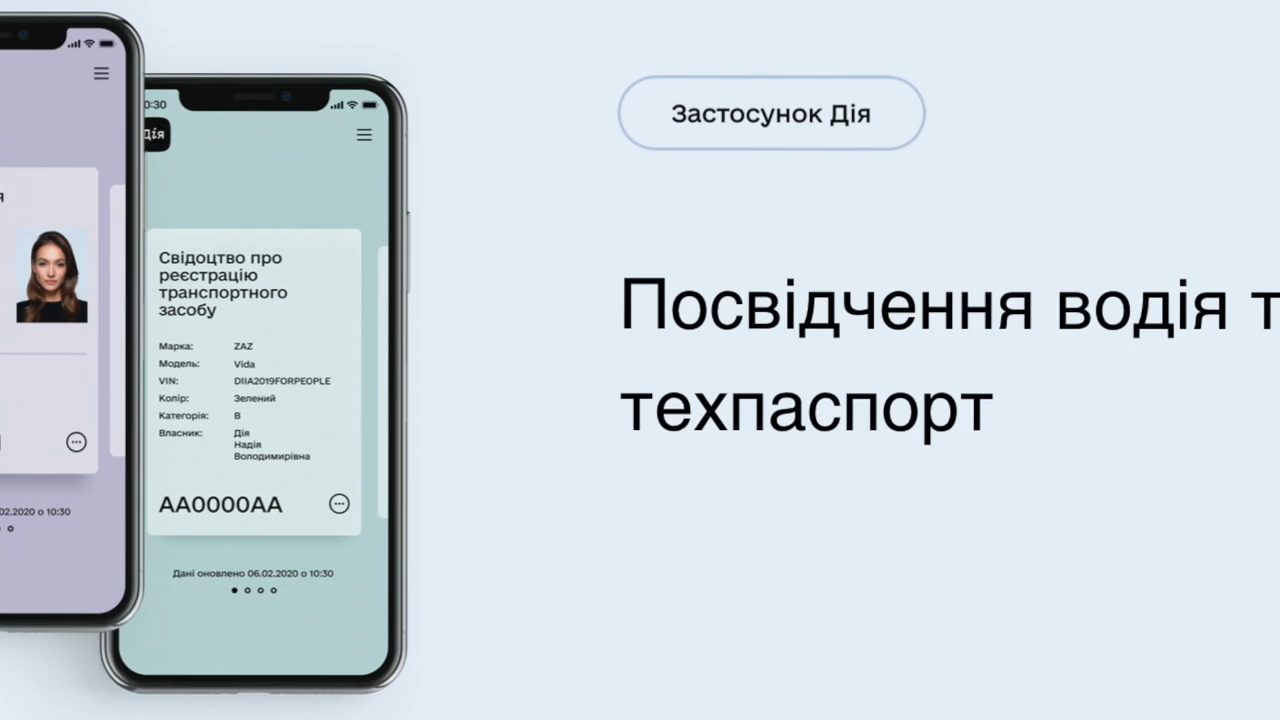 Застосунок Дія
Посвідчення водія т
техпаспорт
0:30
Дія
Свідоцтво про
реєстрацію
транспортного
засобу
Марка: ZAZ
Модель: Vida
VIN: DIIA2019FORPEOPLE
Колір: Зелений
Категорія: B
Власник: Дія
Надія
Володимирівна
AA0000AA
Дані оновлено 06.02.2020 о 10:30
я
02.2020 о 10:30